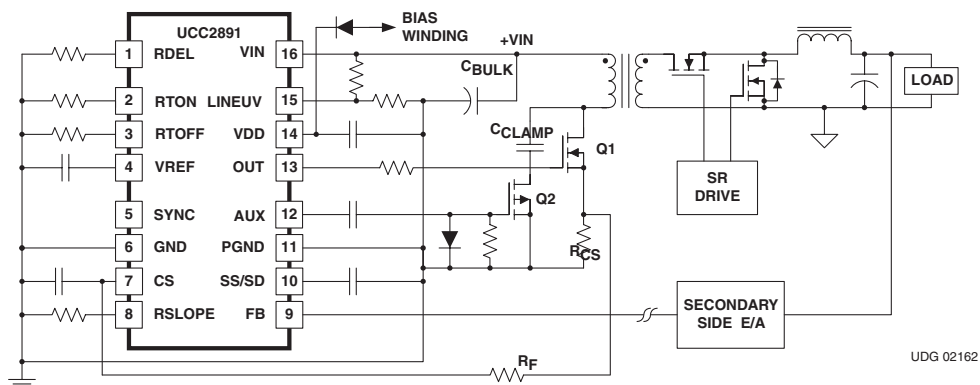 UCC2891
BIAS
WINDING
1 RDEL VIN 16
+VIN
CBULK
2 RTON LINEUV 15
LOAD
3 RTOFF VDD 14
CCLAMP
4 VREF OUT 13
Q1
SR
DRIVE
Q2
5 SYNC AUX 12
6 GND PGND 11
RCS
7 CS SS/SD 10
8 RSLOPE FB 9
SECONDARY
SIDE E/A
RF
UDG 02162